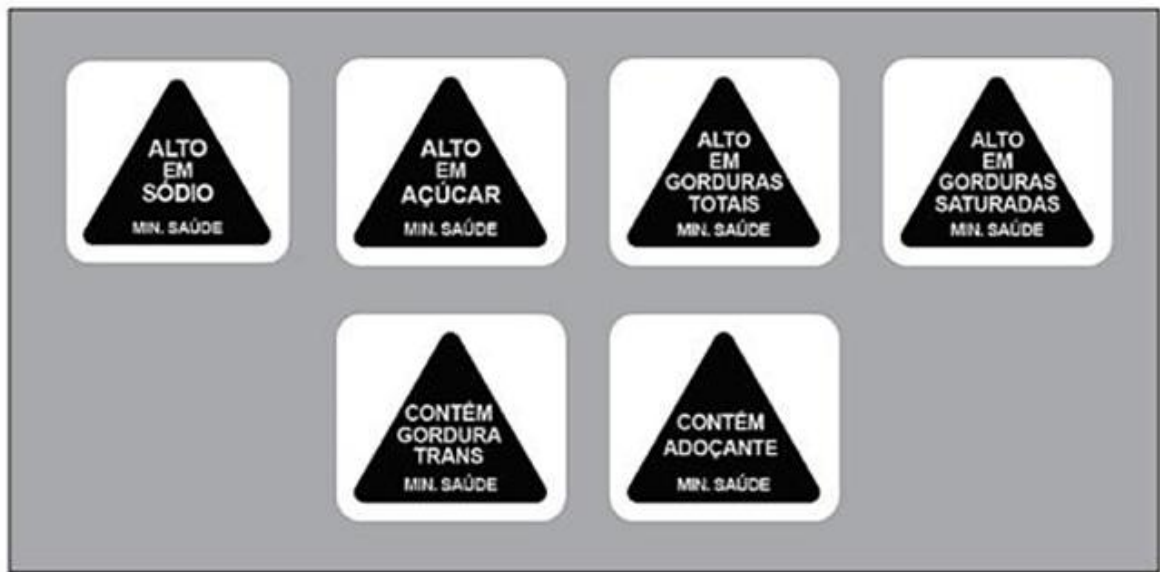 ALTO
EM
SÓDIO
MIN. SAÚDE
ALTO
EM
AÇÚCAR
MIN. SAÚDE
ALTO
EM
GORDURAS
TOTAIS
MIN. SAÚDE
ALTO
EM
GORDURAS
SATURADAS
MIN. SAÚDE
CONTÉM
GORDURA
TRANS
MIN. SAÚDE
CONTÉM
ADOÇANTE
MIN. SAÚDE